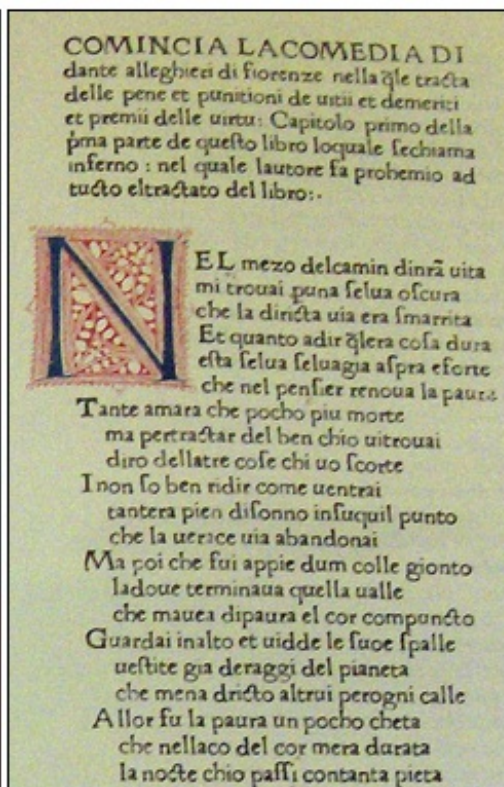 COMINCIA LACOMEDIA DI
dante alleghieri di fiorenze nella q̄le tracta
delle pene et punitioni de uitii et demeriti
et premii delle uirtu: Capitolo primo della
p̄ma parte de queſto libro loquale ſechiama
inferno : nel quale lautore fa prohemio ad
tucto eltractato del libro:·
NEL mezo delcamin dinr̄a uita
mi trouai ꝑuna ſelua oſcura
che la diricta uia era ſmarrita
Et quanto adir q̄lera coſa dura
eſta ſelua ſeluagia aſpra eforte
che nel penſier renoua la paura
Tante amara che pocho piu morte
ma pertractar del ben chio uitrouai
diro dellatre coſe chi uo ſcorte
I non ſo ben ridir come uentrai
tantera pien diſonno inſuquil punto
che la uerace uia abandonai
Ma poi che fui appie dum colle gionto
ladoue terminaua quella ualle
che mauea dipaura el cor compuncto
Guardai inalto et uidde le ſuoe ſpalle
ueſtite gia deraggi del pianeta
che mena dricto altrui perogni calle
Allor fu la paura un pocho cheta
che nellaco del cor mera durata
la nocte chio paſſi contanta pieta